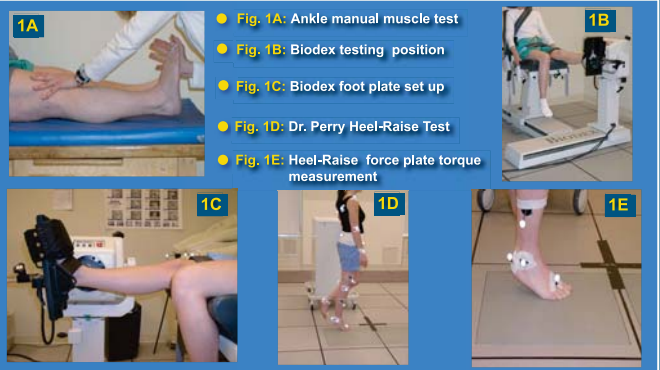 1A
Fig. 1A: Ankle manual muscle test
Fig. 1B: Biodex testing position
Fig. 1C: Biodex foot plate set up
Fig. 1D: Dr. Perry Heel-Raise Test
Fig. 1E: Heel-Raise force plate torque
measurement
1B
BIODEX
1C
1D
1E